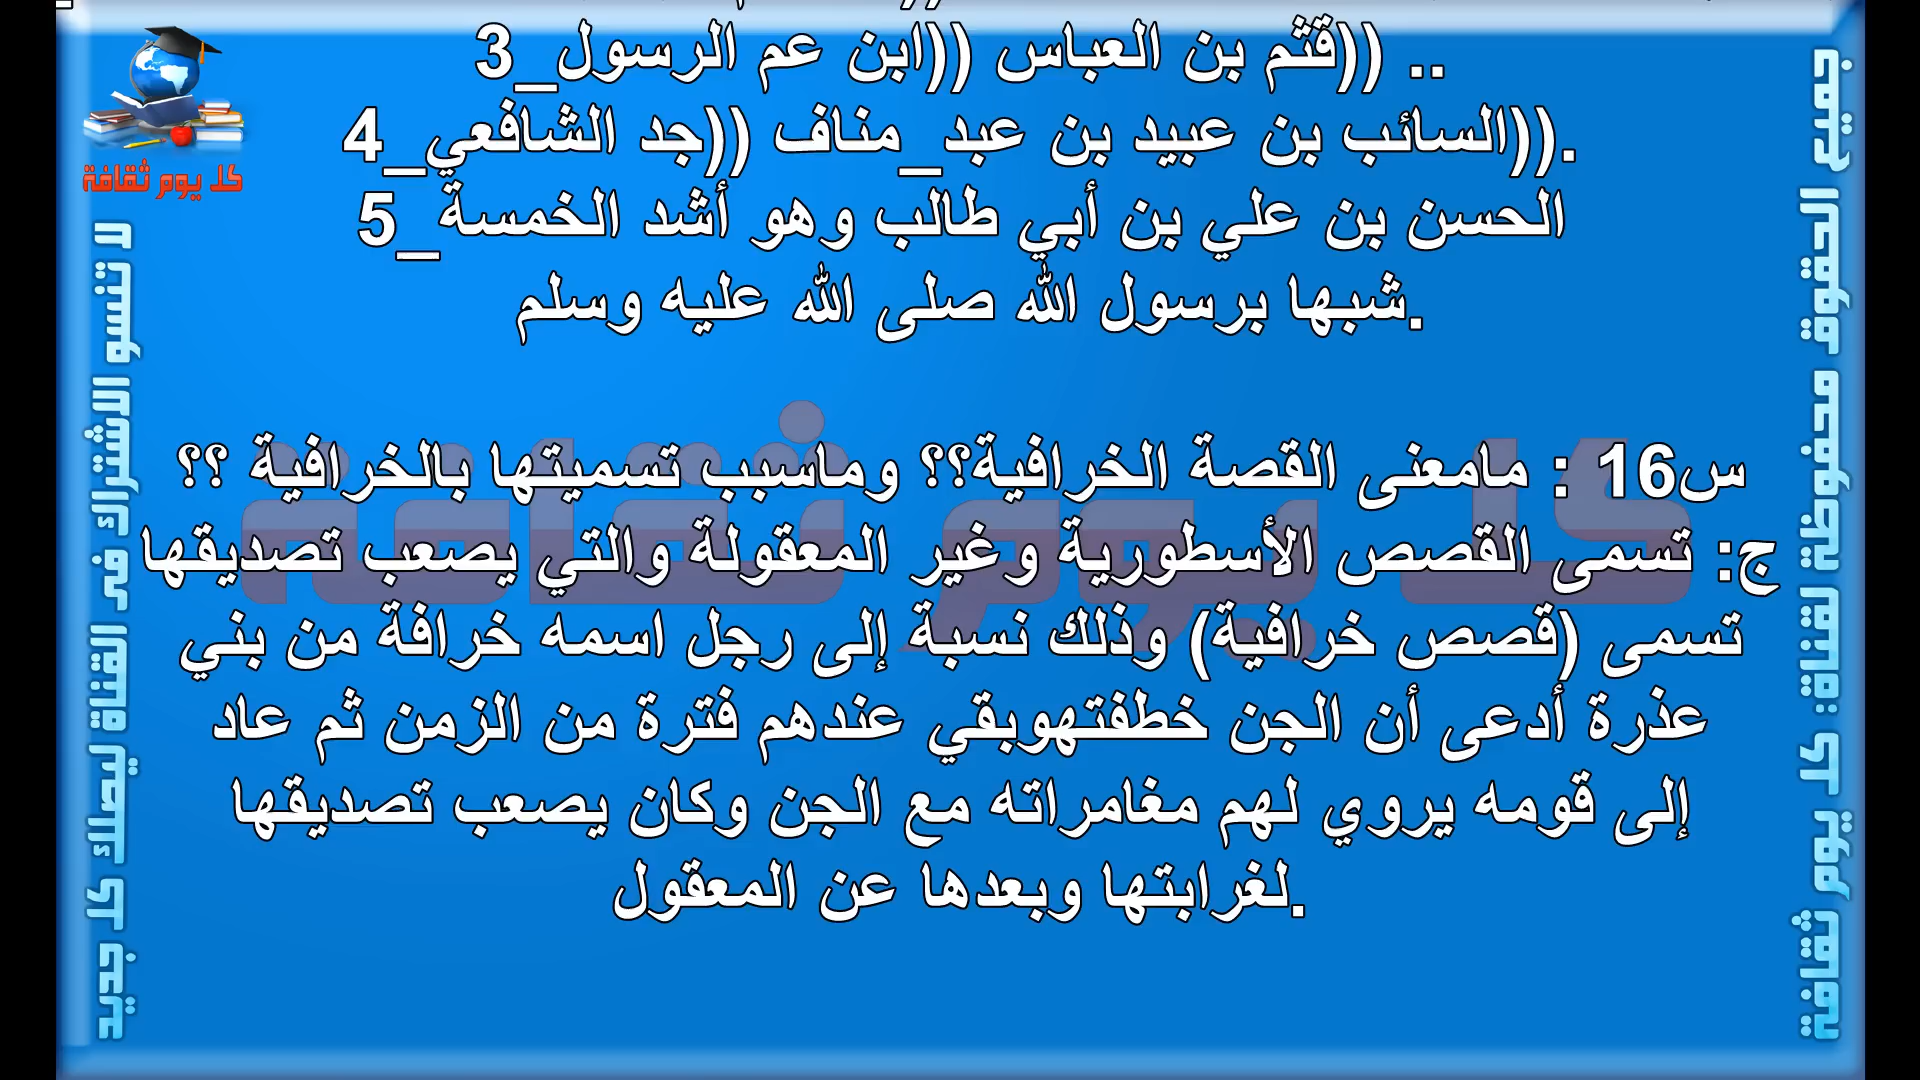 3_قثم بن العباس ((ابن عم الرسول)) ..
4_السائب بن عبيد بن عبد_مناف ((جد الشافعي)).
5_الحسن بن علي بن أبي طالب وهو أشد الخمسة
شبها برسول الله صلى الله عليه وسلم.
س16 : مامعنى القصة الخرافية؟؟ وماسبب تسميتها بالخرافية ؟؟
ج: تسمى القصص الأسطورية وغير المعقولة والتي يصعب تصديقها
تسمى (قصص خرافية) وذلك نسبة إلى رجل اسمه خرافة من بني
عذرة أدعى أن الجن خطفتهوبقي عندهم فترة من الزمن ثم عاد
إلى قومه يروي لهم مغامراته مع الجن وكان يصعب تصديقها
لغرابتها وبعدها عن المعقول.
كل يوم ثقافة
كل يوم ثقافة
جميع الحقوق محفوظة لقناة: كل يوم ثقافة
لا تنسو الاشتراك فى القناة ليصلك كل جديد